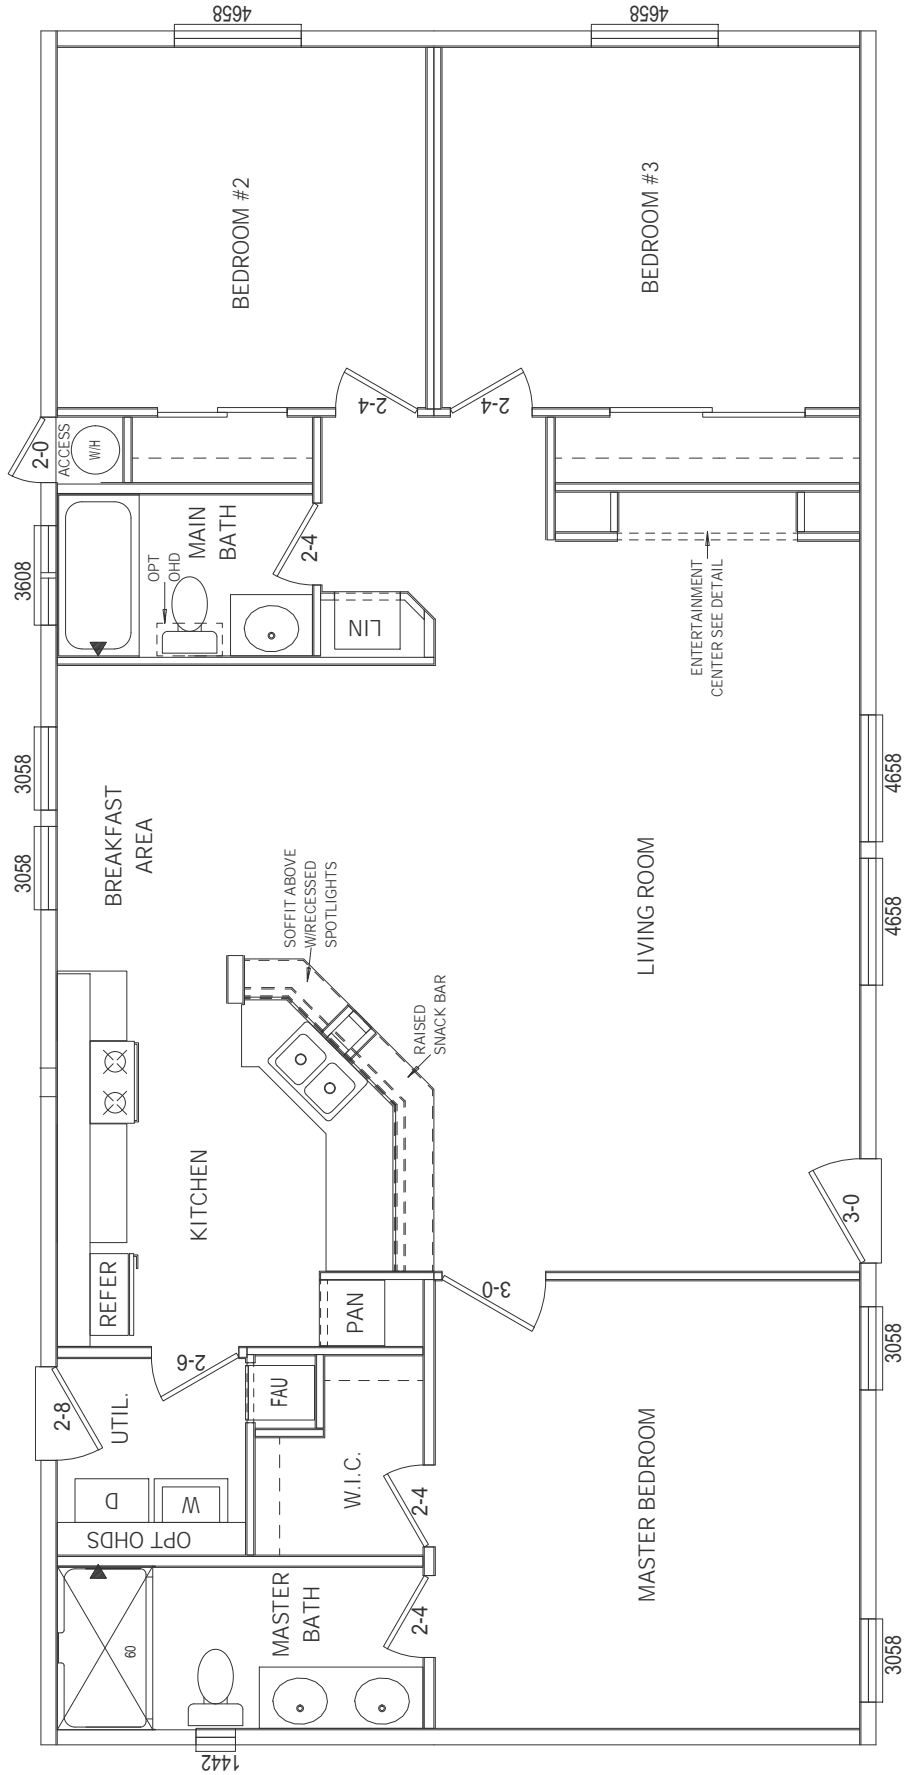 4658
4658
BEDROOM #2
BEDROOM #3
2-4
2-4
2-0
ACCESS
W/H
3608
MAIN
BATH
OPT
OHD
2-4
LIN
ENTERTAINMENT
CENTER SEE DETAIL
3058
3058
BREAKFAST
AREA
4658
4658
LIVING ROOM
SOFFIT ABOVE
W/RECESSED
SPOTLIGHTS
RAISED
SNACK BAR
KITCHEN
REFER
PAN
3-0
3-0
2-6
2-8
UTIL.
FAU
D
W
OPT OHDS
W.I.C.
2-4
MASTER BEDROOM
3058
3058
60
MASTER
BATH
2-4
1442